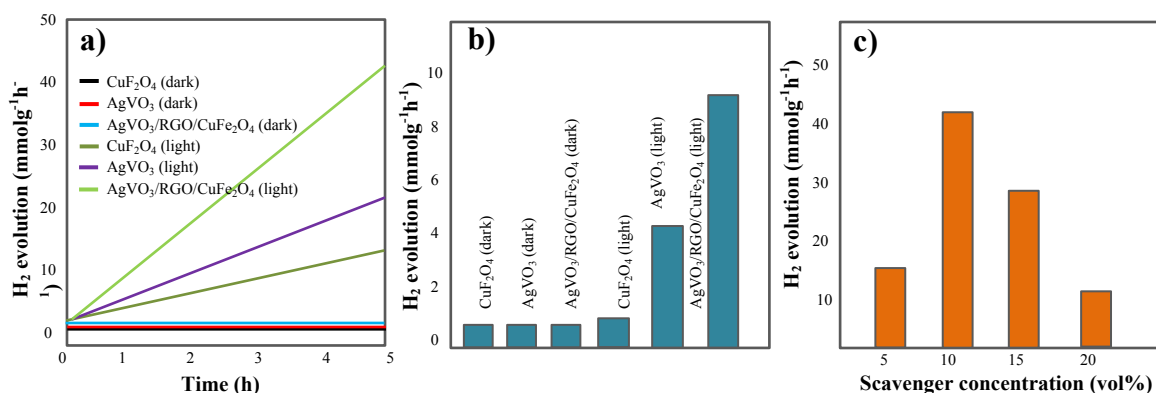 a)
50
40
30
20
10
0
H₂ evolution (mmolg⁻¹h⁻
¹)
CuF₂O₄ (dark)
AgVO₃ (dark)
AgVO₃/RGO/CuFe₂O₄ (dark)
CuF₂O₄ (light)
AgVO₃ (light)
AgVO₃/RGO/CuFe₂O₄ (light)
0 1 2 3 4 5
Time (h)
b)
10
8
6
4
2
0
H₂ evolution (mmolg⁻¹h⁻¹)
CuF₂O₄ (dark)
AgVO₃ (dark)
AgVO₃/RGO/CuFe₂O₄ (dark)
CuF₂O₄ (light)
AgVO₃ (light)
AgVO₃/RGO/CuFe₂O₄ (light)
c)
50
40
30
20
10
H₂ evolution (mmolg⁻¹h⁻¹)
5 10 15 20
Scavenger concentration (vol%)